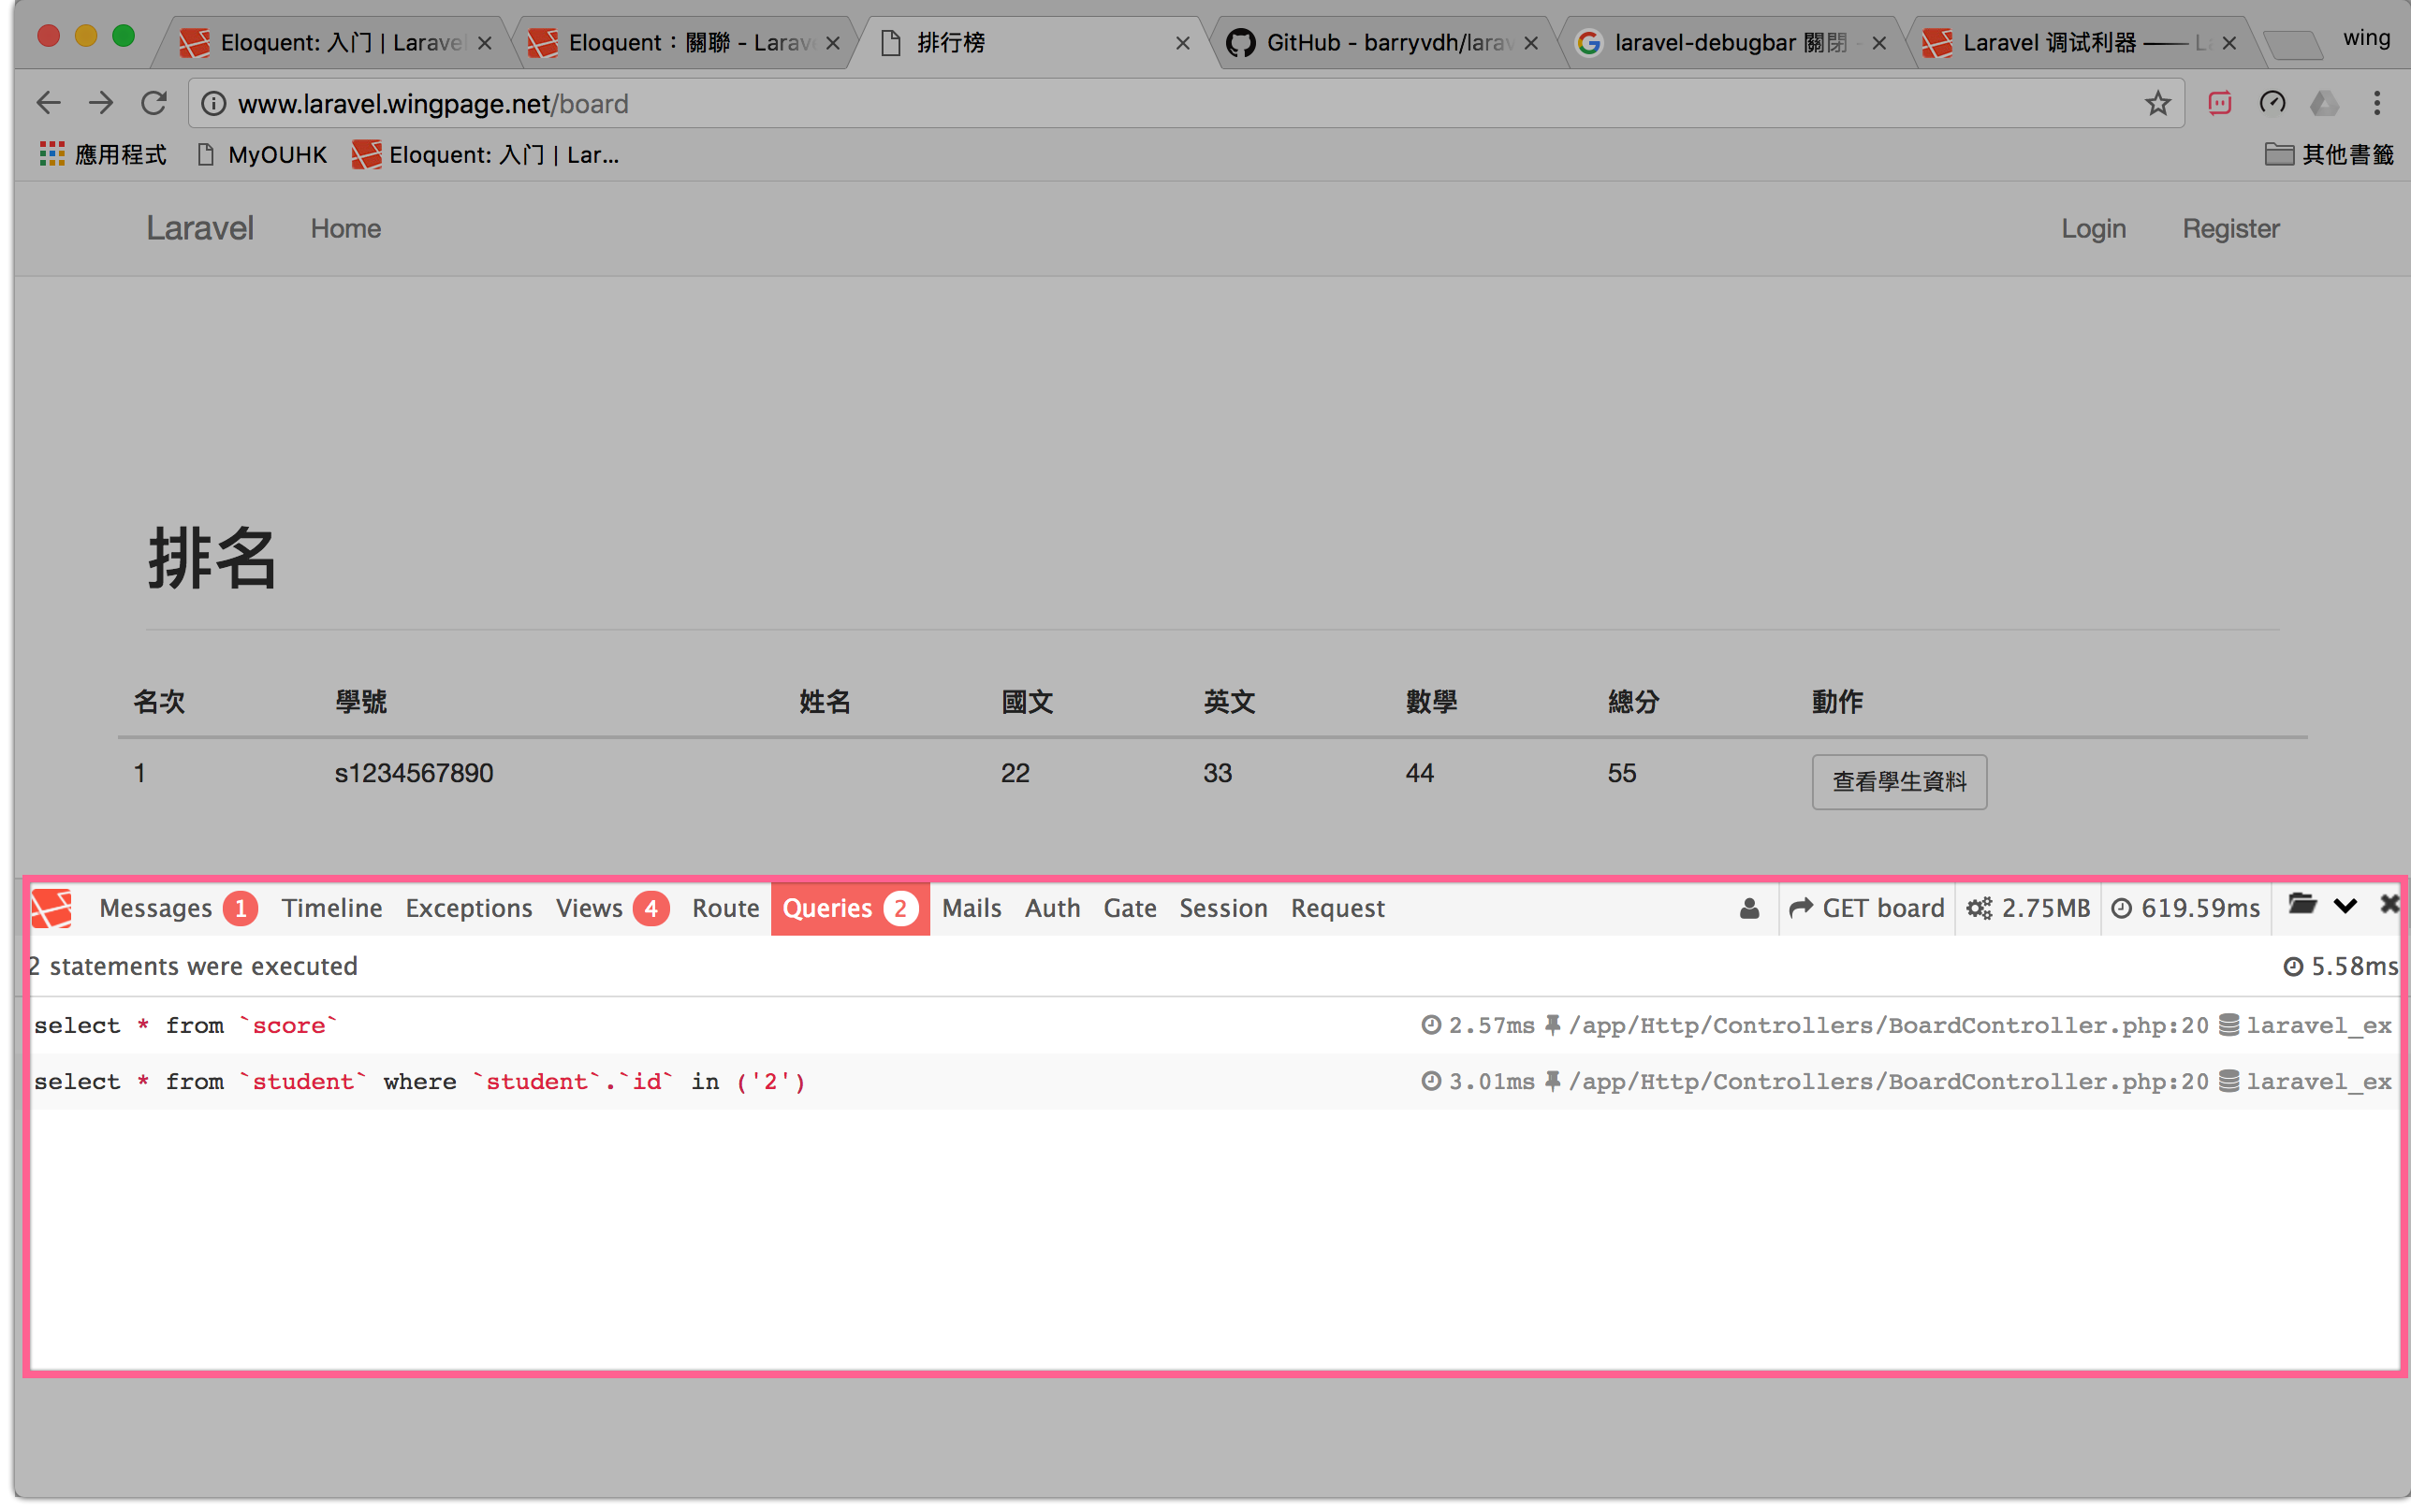 Eloquent: 入门 | Laravel
Eloquent：關聯 - Larav
排行榜
GitHub - barryvdh/larav
laravel-debugbar 關閉 -
Laravel 调试利器 —— L
wing
www.laravel.wingpage.net/board
應用程式
MyOUHK
Eloquent: 入门 | Lar...
其他書籤
Laravel
Home
Login
Register
排名
名次 學號 姓名 國文 英文 數學 總分 動作
1 s1234567890 22 33 44 55 查看學生資料
Messages 1 Timeline Exceptions Views 4 Route Queries 2 Mails Auth Gate Session Request GET board 2.75MB 619.59ms
2 statements were executed 5.58ms
select * from `score` 2.57ms /app/Http/Controllers/BoardController.php:20 laravel_ex
select * from `student` where `student`.`id` in ('2') 3.01ms /app/Http/Controllers/BoardController.php:20 laravel_ex